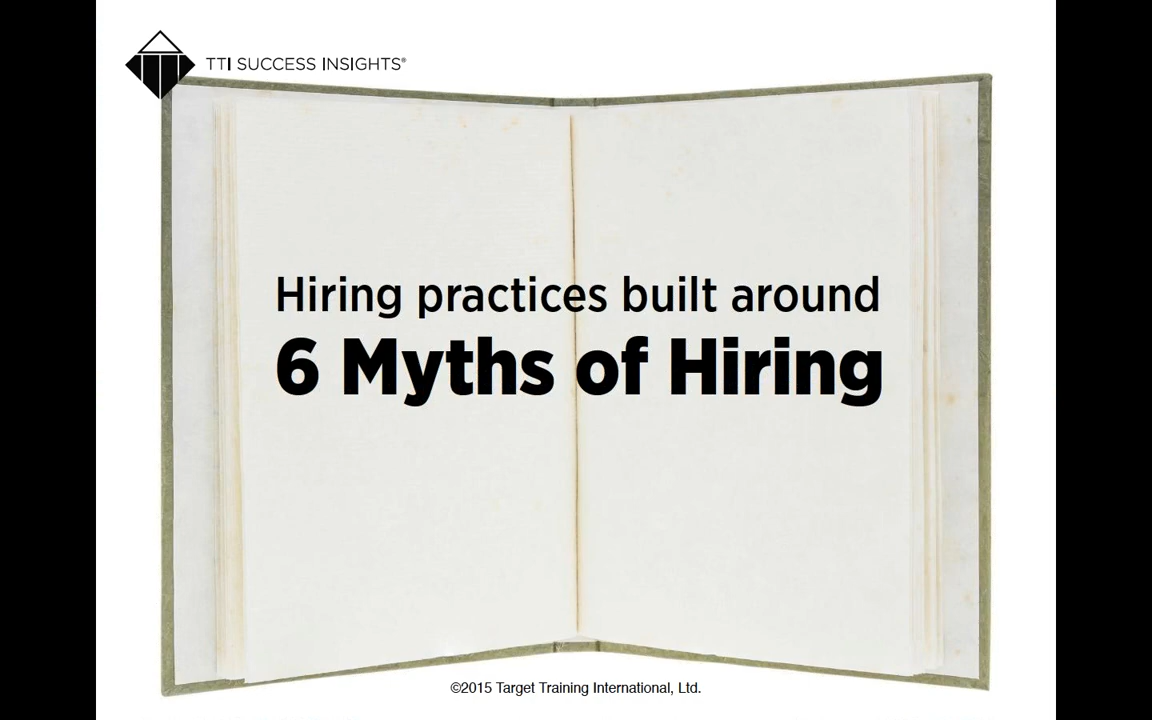 TTI SUCCESS INSIGHTS®
Hiring practices built around
6 Myths of Hiring
©2015 Target Training International, Ltd.